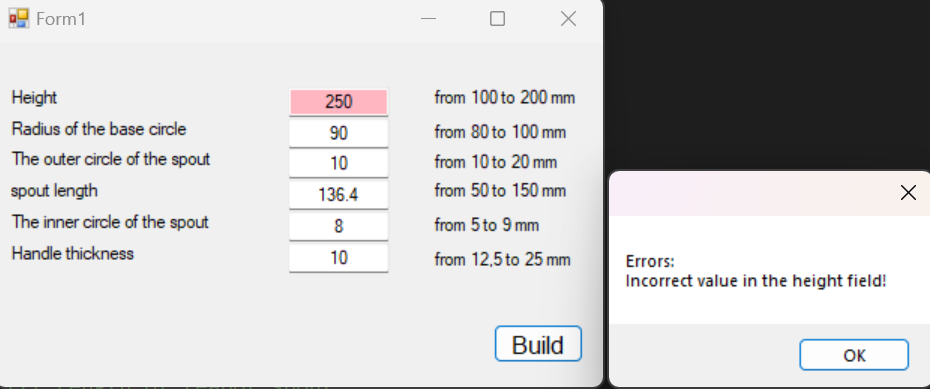 Form1
Height 250 from 100 to 200 mm
Radius of the base circle 90 from 80 to 100 mm
The outer circle of the spout 10 from 10 to 20 mm
spout length 136.4 from 50 to 150 mm
The inner circle of the spout 8 from 5 to 9 mm
Handle thickness 10 from 12,5 to 25 mm
Build
Errors:
Incorrect value in the height field!
OK